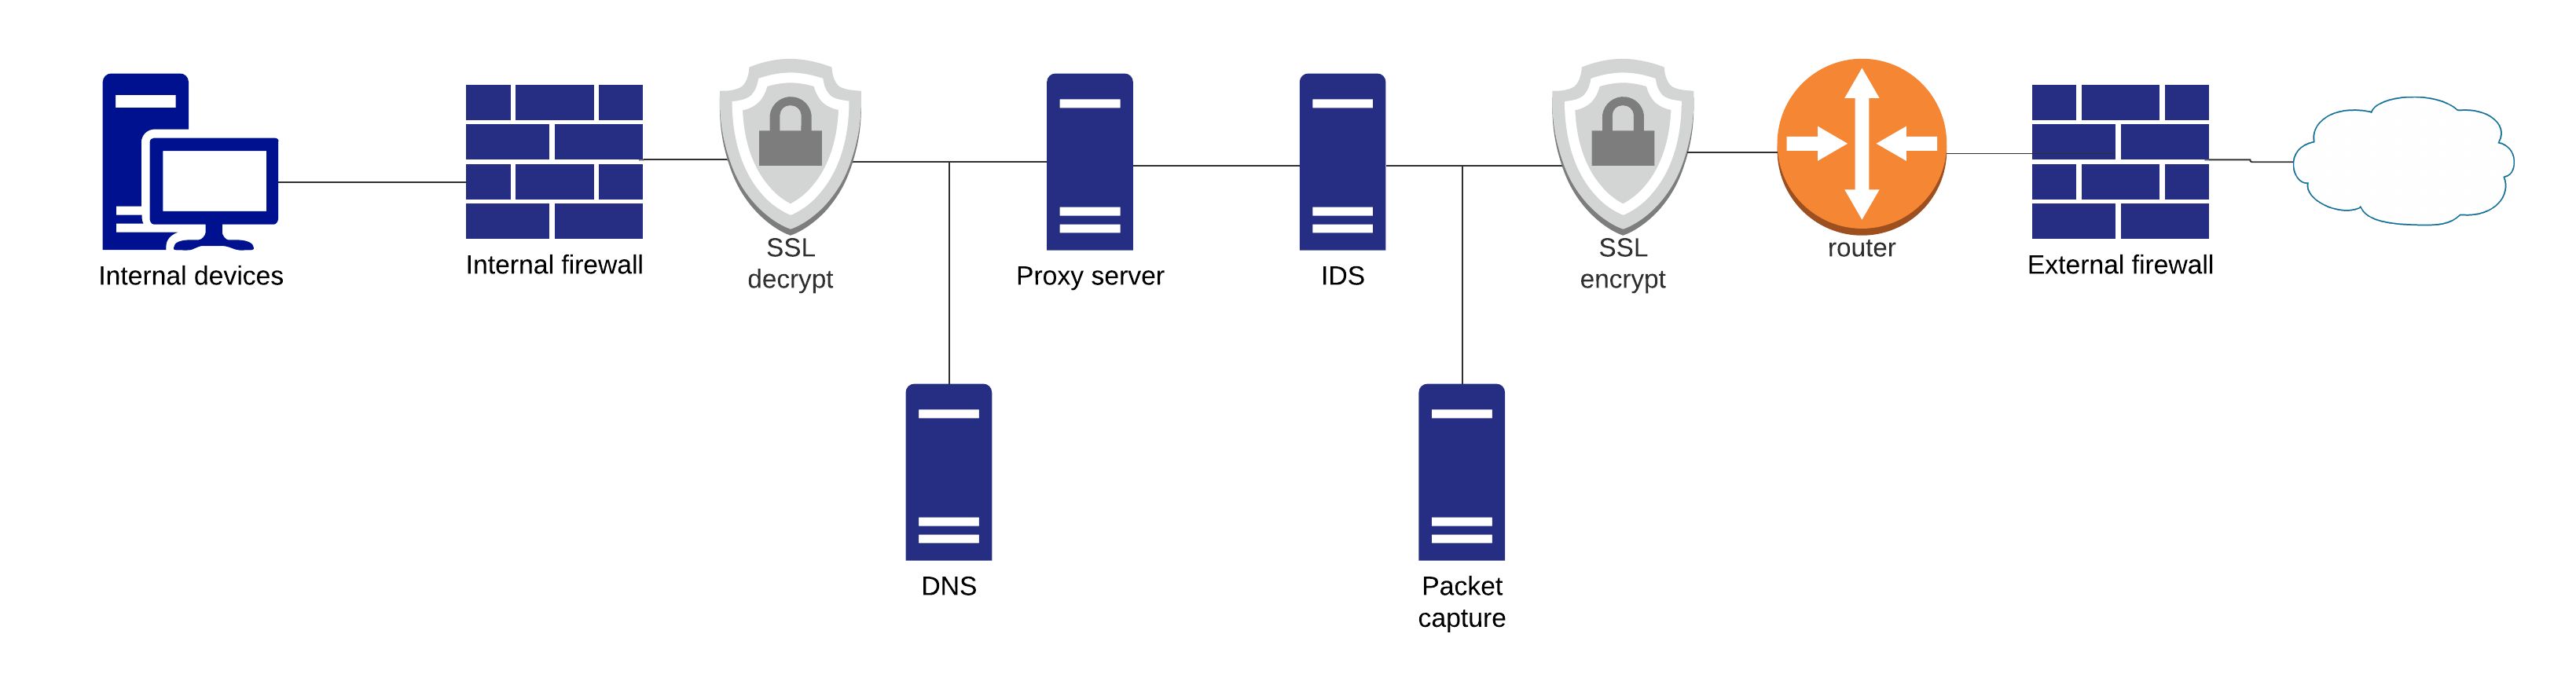 Internal devices
Internal firewall
SSL
decrypt
Proxy server
IDS
SSL
encrypt
router
External firewall
DNS
Packet
capture